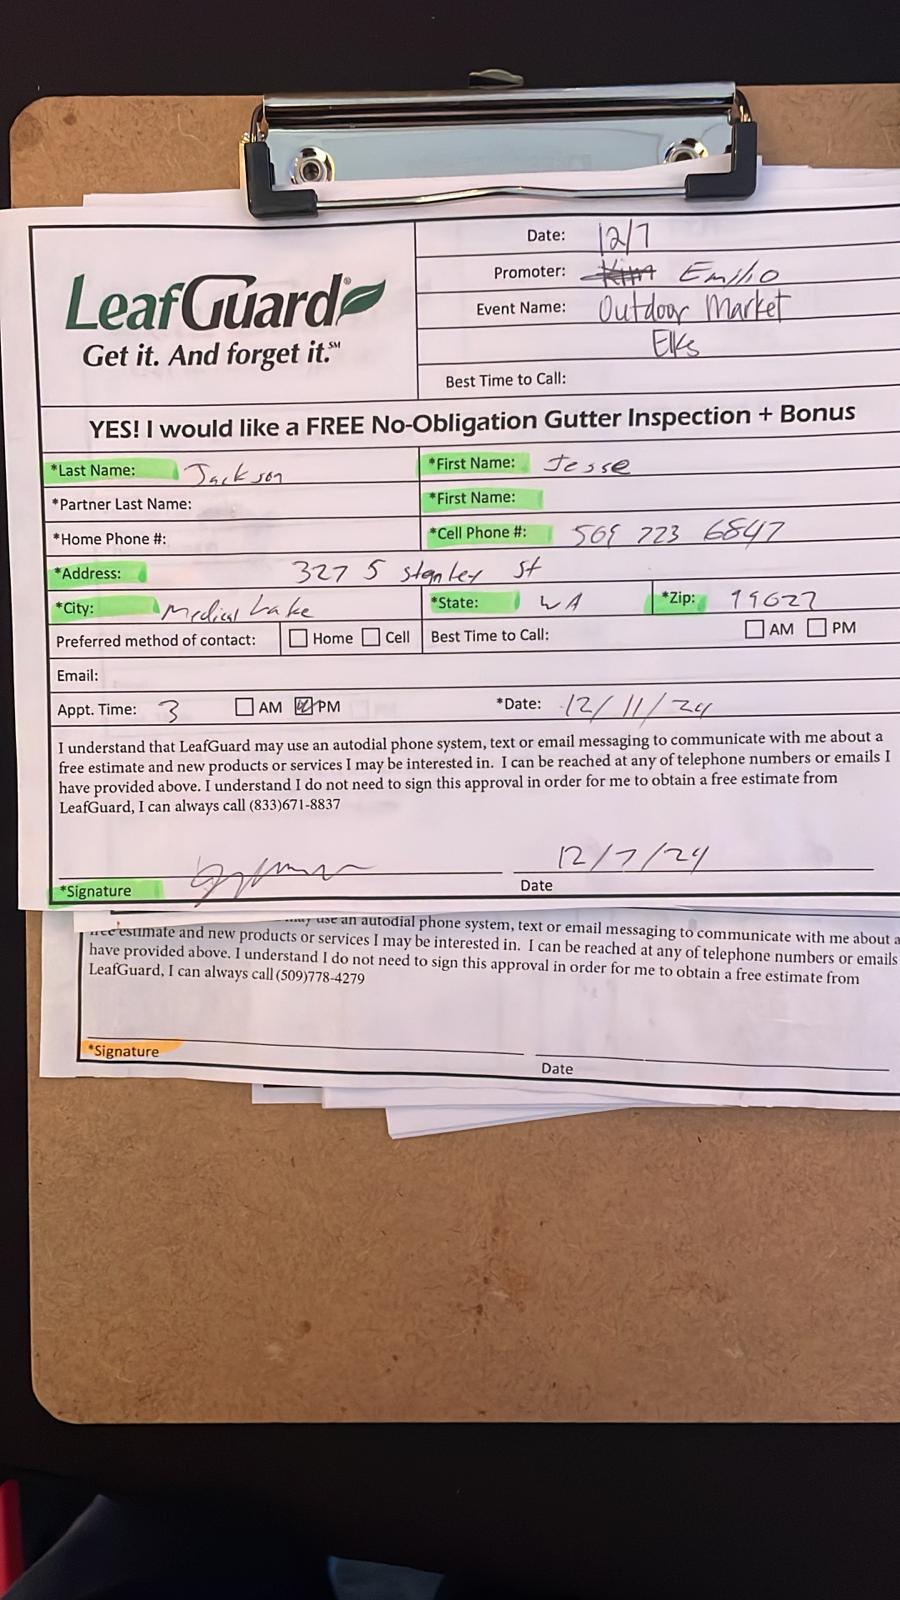 LeafGuard®
Get it. And forget it.℠
Date: 12/7
Promoter: Kim Emilio
Event Name: Outdoor Market
Elks
Best Time to Call:
YES! I would like a FREE No-Obligation Gutter Inspection + Bonus
*Last Name: Jackson *First Name: Jesse
*Partner Last Name: *First Name:
*Home Phone #: *Cell Phone #: 509 723 6847
*Address: 327 S Stanley St
*City: Medical Lake *State: WA *Zip: 99022
Preferred method of contact: Home Cell Best Time to Call: AM PM
Email:
Appt. Time: 3 AM PM *Date: 12/11/24
I understand that LeafGuard may use an autodial phone system, text or email messaging to communicate with me about a
free estimate and new products or services I may be interested in. I can be reached at any of telephone numbers or emails I
have provided above. I understand I do not need to sign this approval in order for me to obtain a free estimate from
LeafGuard, I can always call (833)671-8837
12/7/24
*Signature Date
may use an autodial phone system, text or email messaging to communicate with me about a
free estimate and new products or services I may be interested in. I can be reached at any of telephone numbers or emails
have provided above. I understand I do not need to sign this approval in order for me to obtain a free estimate from
LeafGuard, I can always call (509)778-4279
*Signature Date